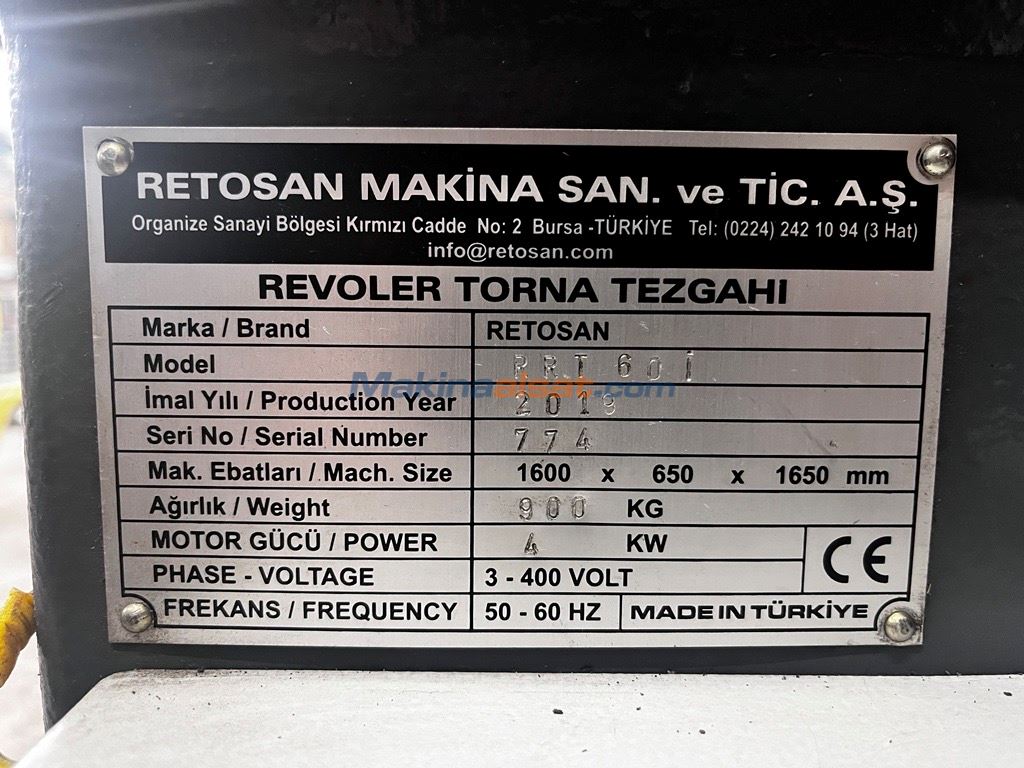 RETOSAN MAKİNA SAN. ve TİC. A.Ş.
Organize Sanayi Bölgesi Kırmızı Cadde No: 2 Bursa -TÜRKİYE Tel: (0224) 242 10 94 (3 Hat)
info@retosan.com
REVOLER TORNA TEZGAHI
Marka / Brand RETOSAN
Model RRT 60 İ
Makinaalsat.com
İmal Yılı / Production Year 2019
Seri No / Serial Number 774
Mak. Ebatları / Mach. Size 1600 x 650 x 1650 mm
Ağırlık / Weight 900 KG
MOTOR GÜCÜ / POWER 4 KW
CE
PHASE - VOLTAGE 3 - 400 VOLT
FREKANS / FREQUENCY 50 - 60 HZ MADE IN TÜRKİYE